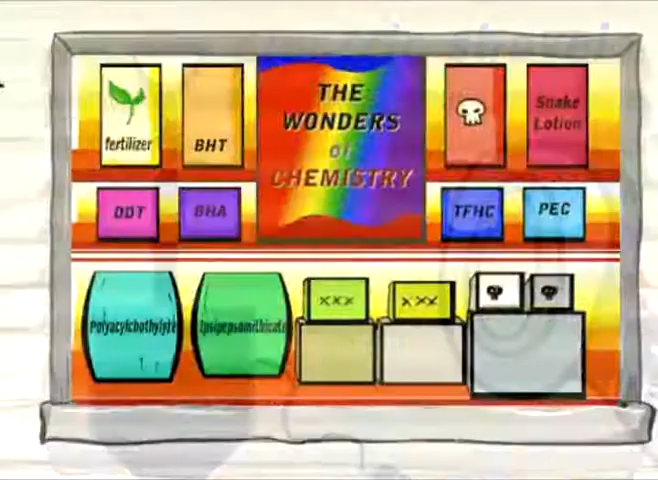 fertilizer
BHT
THE
WONDERS
of
CHEMISTRY
Snake
Lotion
DDT
BHA
TFHC
PEC
Polyacylcbothylyte
xxx
xxx